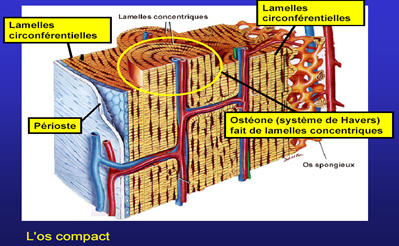 Lamelles concentriques
Lamelles
circonférentielles
Lamelles
circonférentielles
Périoste
Ostéone (système de Havers)
fait de lamelles concentriques
Os spongieux
L'os compact